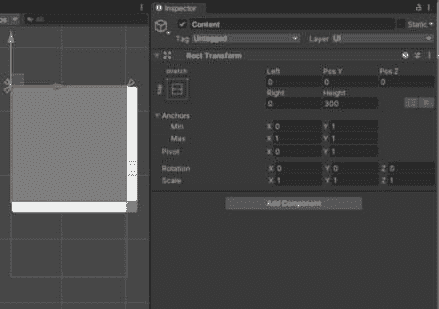 Inspector
Content
Static
Tag Untagged Layer UI
Rect Transform
stretch Left Pos Y Pos Z
top 0 0 0
Right Height
0 300
Anchors
Min X 0 Y 1
Max X 1 Y 1
Pivot X 0 Y 1
Rotation X 0 Y 0 Z 0
Scale X 1 Y 1 Z 1
Add Component